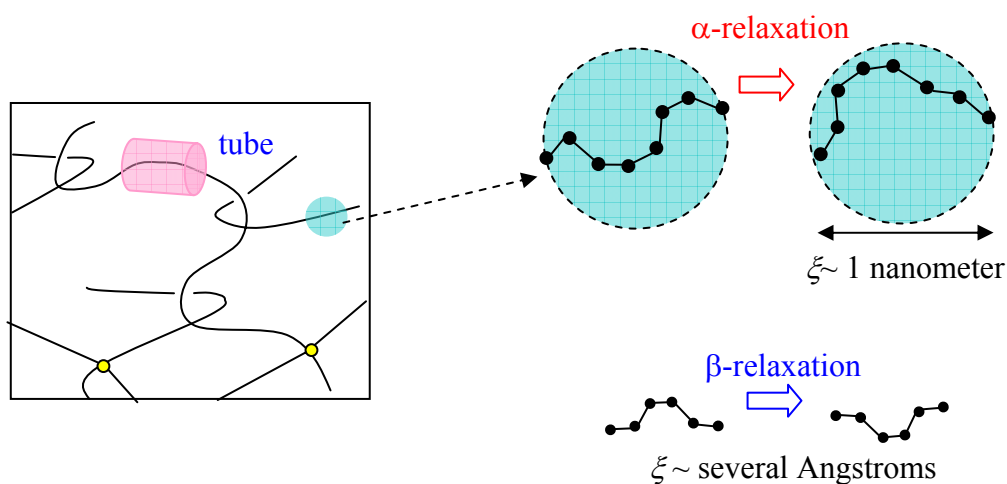 α-relaxation
tube
ξ~ 1 nanometer
β-relaxation
ξ ~ several Angstroms